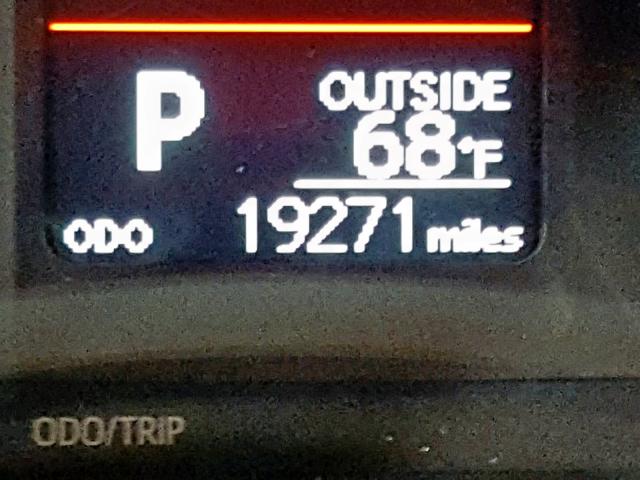 P
OUTSIDE
68°F
ODO 19271 miles
ODO/TRIP